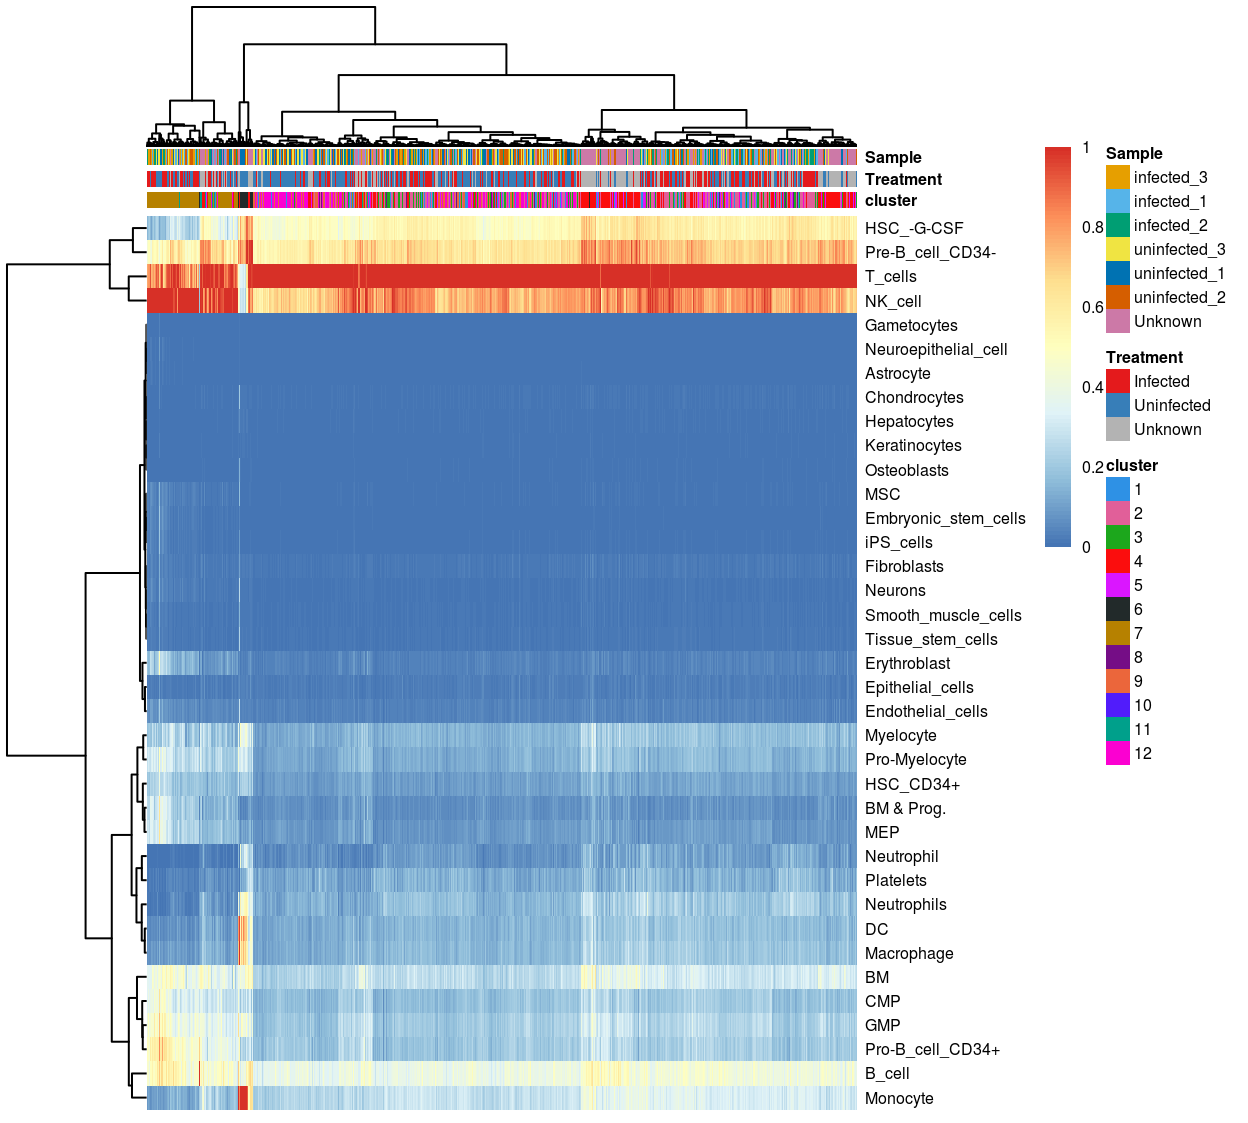 Sample
Treatment
cluster
HSC_-G-CSF
Pre-B_cell_CD34-
T_cells
NK_cell
Gametocytes
Neuroepithelial_cell
Astrocyte
Chondrocytes
Hepatocytes
Keratinocytes
Osteoblasts
MSC
Embryonic_stem_cells
iPS_cells
Fibroblasts
Neurons
Smooth_muscle_cells
Tissue_stem_cells
Erythroblast
Epithelial_cells
Endothelial_cells
Myelocyte
Pro-Myelocyte
HSC_CD34+
BM & Prog.
MEP
Neutrophil
Platelets
Neutrophils
DC
Macrophage
BM
CMP
GMP
Pro-B_cell_CD34+
B_cell
Monocyte
1
0.8
0.6
0.4
0.2
0
Sample
infected_3
infected_1
infected_2
uninfected_3
uninfected_1
uninfected_2
Unknown
Treatment
Infected
Uninfected
Unknown
cluster
1
2
3
4
5
6
7
8
9
10
11
12